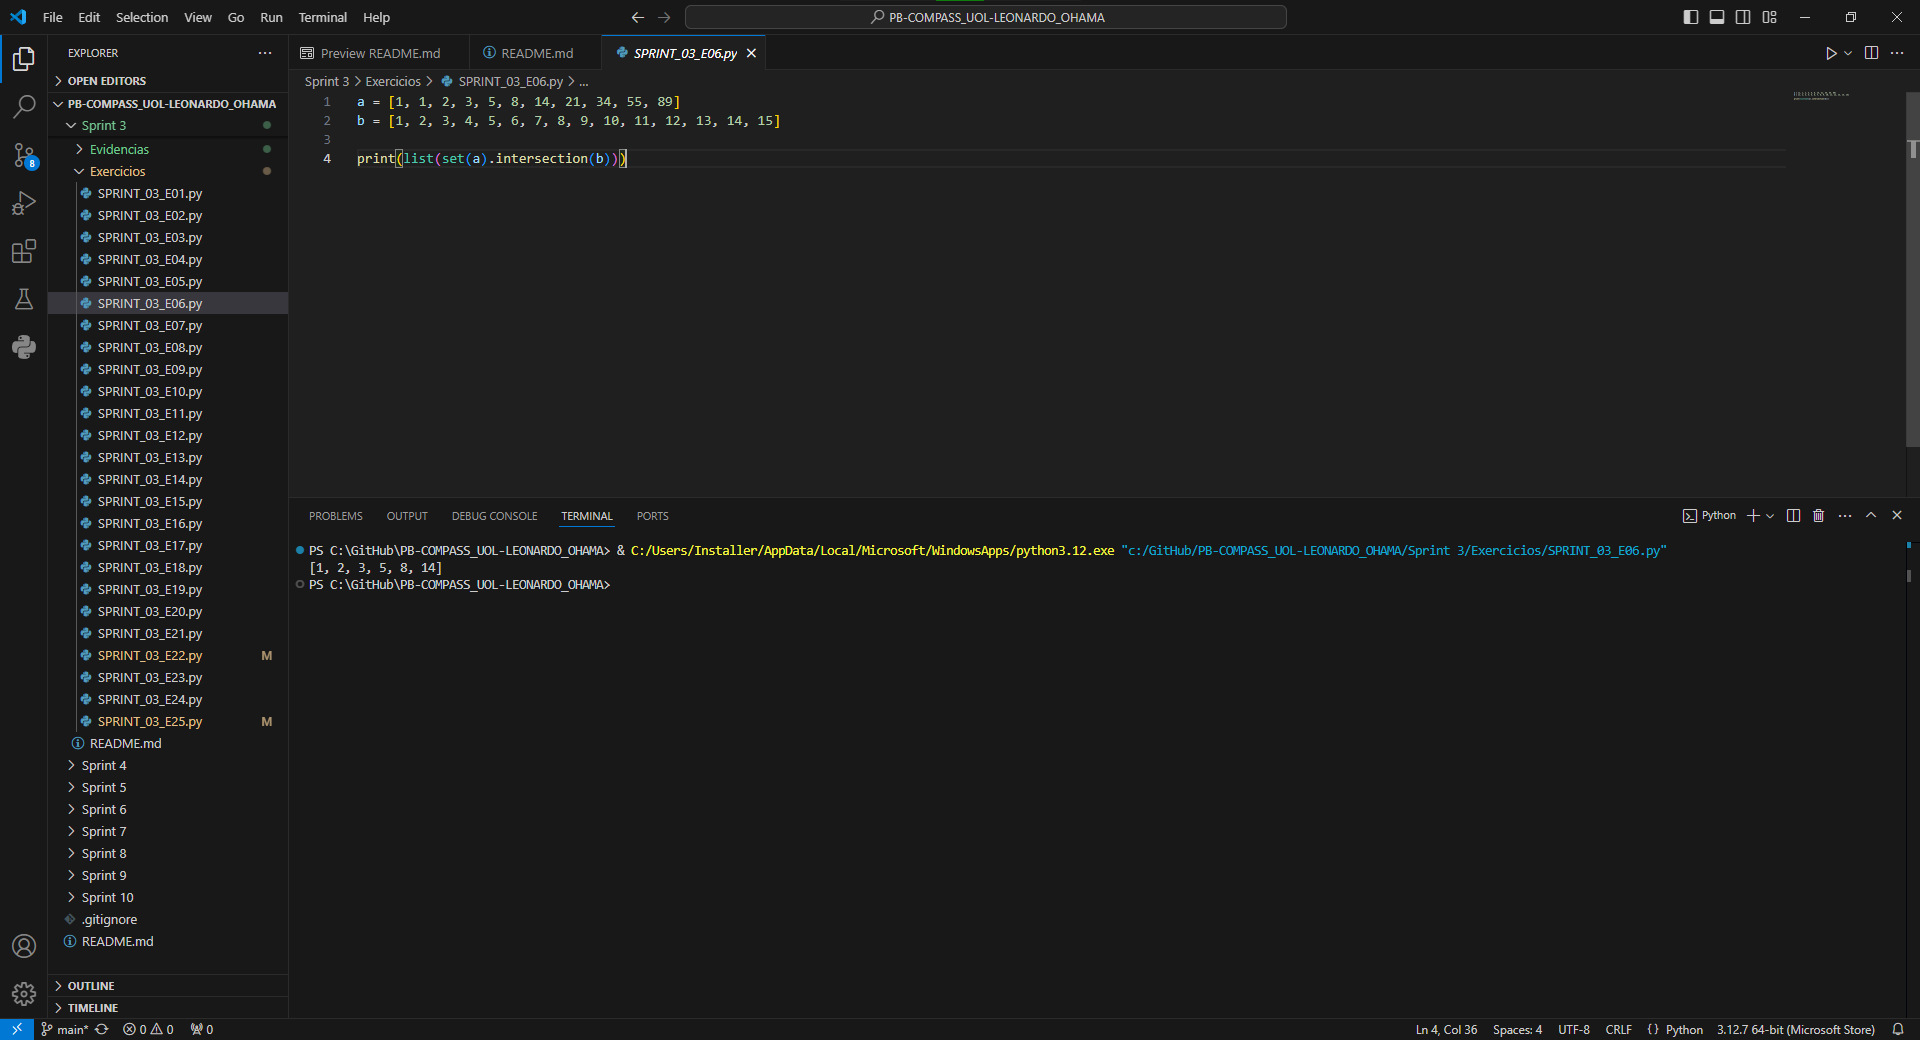 File Edit Selection View Go Run Terminal Help
PB-COMPASS_UOL-LEONARDO_OHAMA
EXPLORER
OPEN EDITORS
PB-COMPASS_UOL-LEONARDO_OHAMA
Sprint 3
Evidencias
Exercicios
SPRINT_03_E01.py
SPRINT_03_E02.py
SPRINT_03_E03.py
SPRINT_03_E04.py
SPRINT_03_E05.py
SPRINT_03_E06.py
SPRINT_03_E07.py
SPRINT_03_E08.py
SPRINT_03_E09.py
SPRINT_03_E10.py
SPRINT_03_E11.py
SPRINT_03_E12.py
SPRINT_03_E13.py
SPRINT_03_E14.py
SPRINT_03_E15.py
SPRINT_03_E16.py
SPRINT_03_E17.py
SPRINT_03_E18.py
SPRINT_03_E19.py
SPRINT_03_E20.py
SPRINT_03_E21.py
SPRINT_03_E22.py M
SPRINT_03_E23.py
SPRINT_03_E24.py
SPRINT_03_E25.py M
README.md
Sprint 4
Sprint 5
Sprint 6
Sprint 7
Sprint 8
Sprint 9
Sprint 10
.gitignore
README.md
OUTLINE
TIMELINE
8
Preview README.md README.md SPRINT_03_E06.py
Sprint 3 > Exercicios > SPRINT_03_E06.py > ...
1 a = [1, 1, 2, 3, 5, 8, 14, 21, 34, 55, 89]
2 b = [1, 2, 3, 4, 5, 6, 7, 8, 9, 10, 11, 12, 13, 14, 15]
3
4 print(list(set(a).intersection(b)))
PROBLEMS OUTPUT DEBUG CONSOLE TERMINAL PORTS
Python
PS C:\GitHub\PB-COMPASS_UOL-LEONARDO_OHAMA> & C:/Users/Installer/AppData/Local/Microsoft/WindowsApps/python3.12.exe "c:/GitHub/PB-COMPASS_UOL-LEONARDO_OHAMA/Sprint 3/Exercicios/SPRINT_03_E06.py"
[1, 2, 3, 5, 8, 14]
PS C:\GitHub\PB-COMPASS_UOL-LEONARDO_OHAMA>
main* 0 0 0
Ln 4, Col 36 Spaces: 4 UTF-8 CRLF {} Python 3.12.7 64-bit (Microsoft Store)